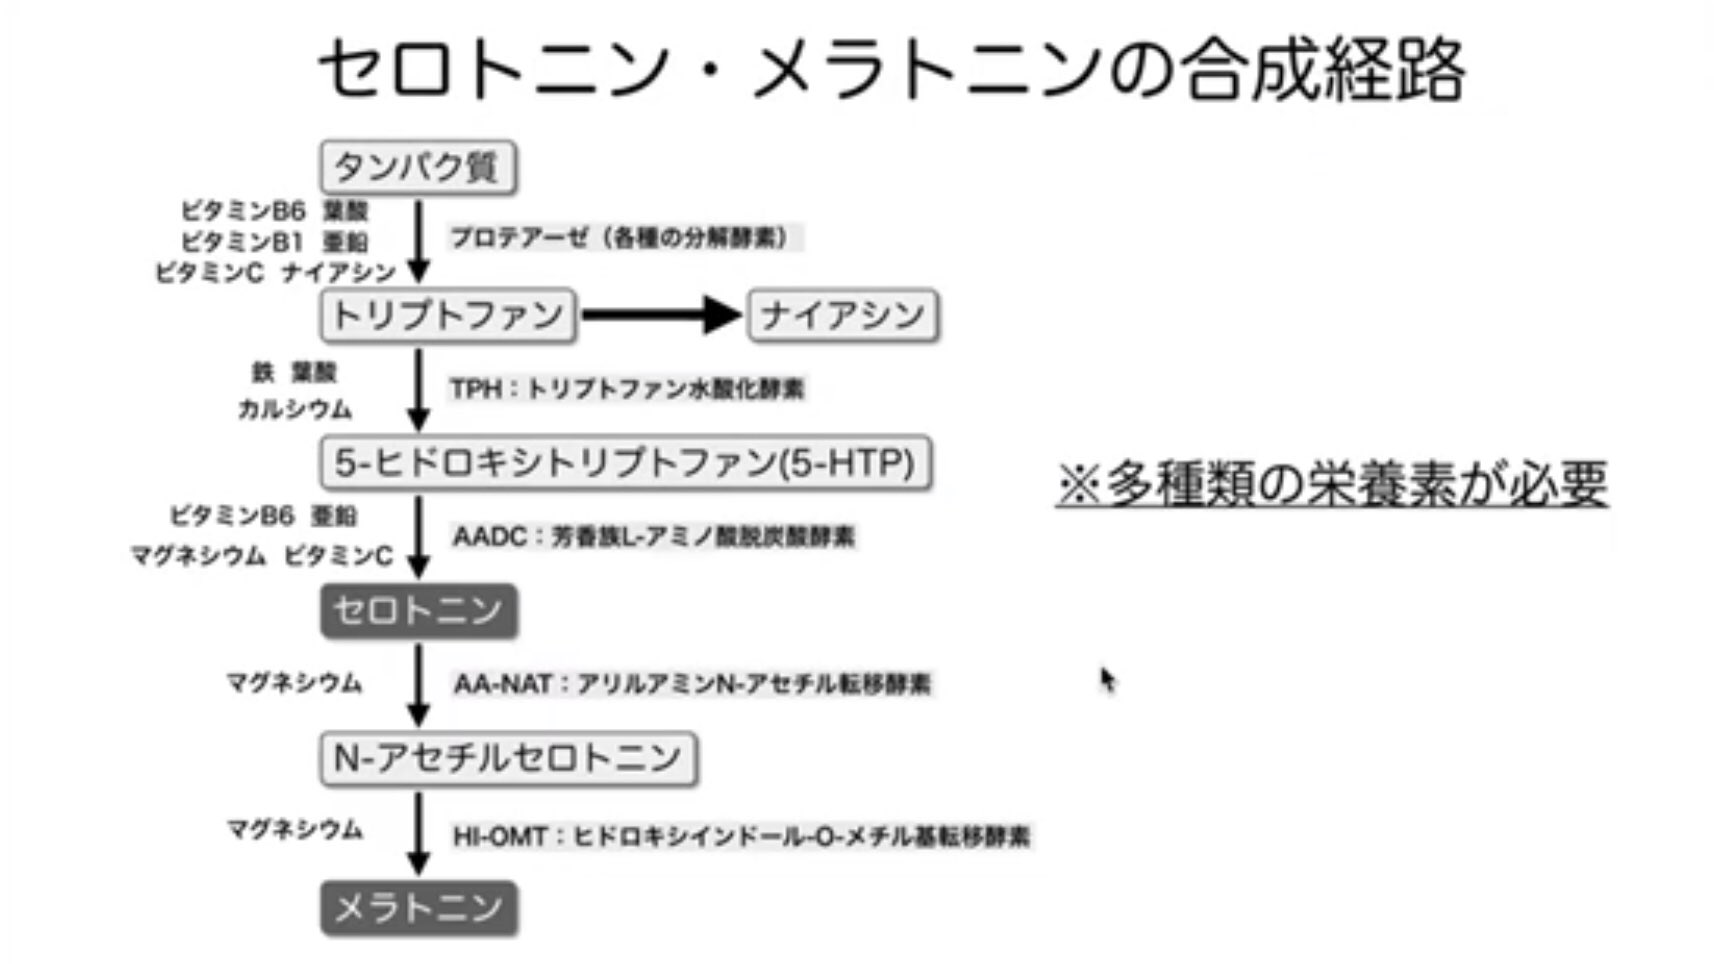 セロトニン・メラトニンの合成経路
タンパク質
ビタミンB6 葉酸
ビタミンB1 亜鉛
ビタミンC ナイアシン
プロテアーゼ（各種の分解酵素）
トリプトファン
ナイアシン
鉄 葉酸
カルシウム
TPH：トリプトファン水酸化酵素
5-ヒドロキシトリプトファン(5-HTP)
※多種類の栄養素が必要
ビタミンB6 亜鉛
マグネシウム ビタミンC
AADC：芳香族L-アミノ酸脱炭酸酵素
セロトニン
マグネシウム
AA-NAT：アリルアミンN-アセチル転移酵素
N-アセチルセロトニン
マグネシウム
HI-OMT：ヒドロキシインドール-O-メチル基転移酵素
メラトニン